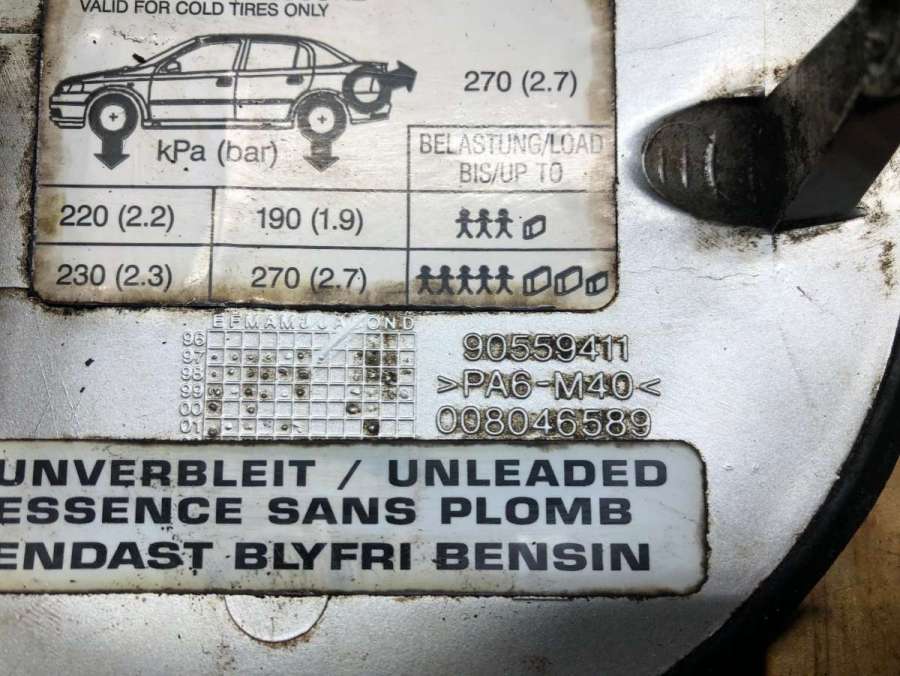 VALID FOR COLD TIRES ONLY
270 (2.7)
kPa (bar)
BELASTUNG/LOAD
BIS/UP TO
220 (2.2) 190 (1.9)
230 (2.3) 270 (2.7)
EFMAMJJA OND
96
97
98
99
00
01
90559411
>PA6-M40<
008046589
UNVERBLEIT / UNLEADED
ESSENCE SANS PLOMB
ENDAST BLYFRI BENSIN